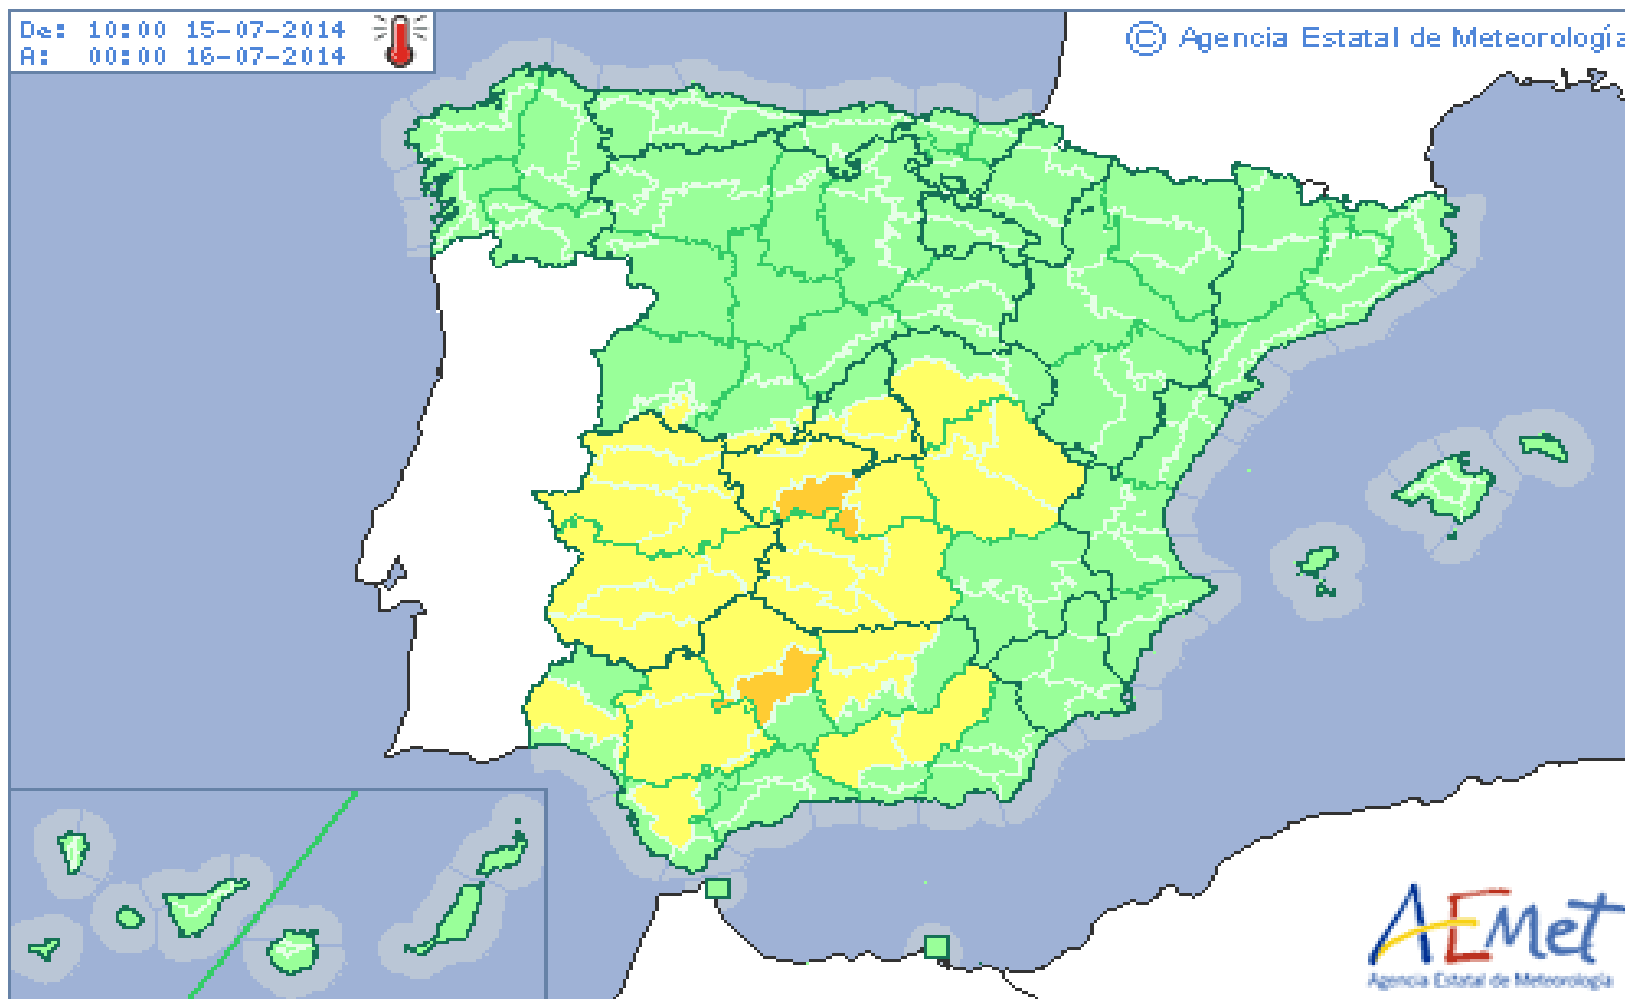 De: 10:00 15-07-2014
A: 00:00 16-07-2014
© Agencia Estatal de Meteorología
AEMet
Agencia Estatal de Meteorología